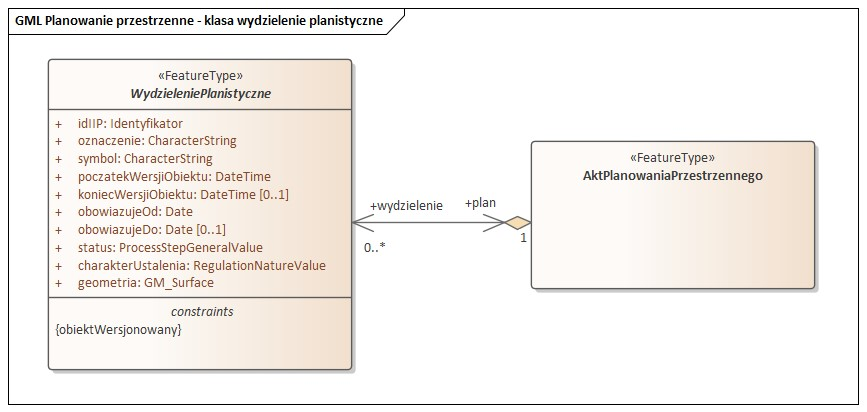 GML Planowanie przestrzenne - klasa wydzielenie planistyczne
«FeatureType»
WydzieleniePlanistyczne
+ idIIP: Identyfikator
+ oznaczenie: CharacterString
+ symbol: CharacterString
+ poczatekWersjiObiektu: DateTime
+ koniecWersjiObiektu: DateTime [0..1]
+ obowiazujeOd: Date
+ obowiazujeDo: Date [0..1]
+ status: ProcessStepGeneralValue
+ charakterUstalenia: RegulationNatureValue
+ geometria: GM_Surface
constraints
{obiektWersjonowany}
+wydzielenie
0..*
+plan
1
«FeatureType»
AktPlanowaniaPrzestrzennego